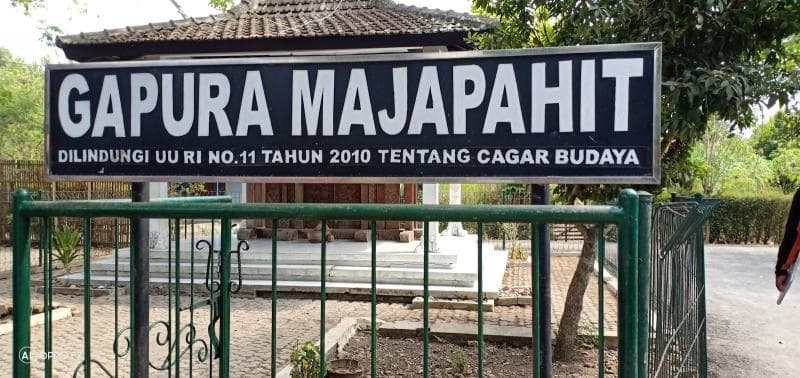 GAPURA MAJAPAHIT
DILINDUNGI UU RI NO.11 TAHUN 2010 TENTANG CAGAR BUDAYA